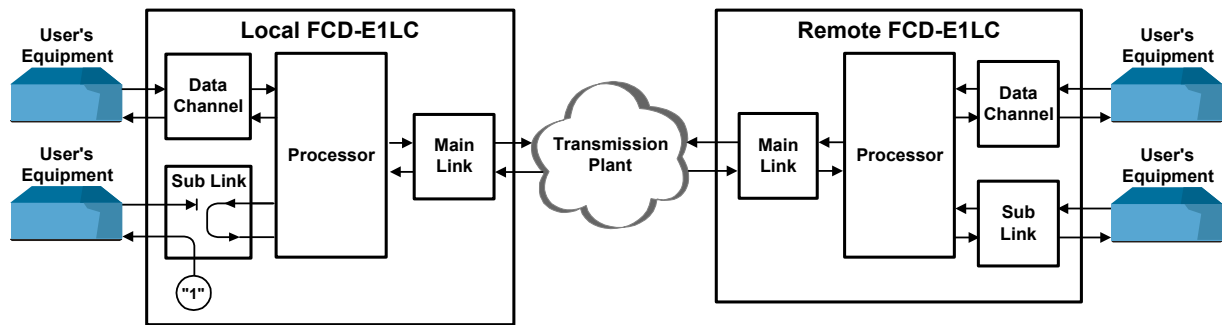 Local FCD-E1LC
User's
Equipment
Data
Channel
Processor
Main
Link
User's
Equipment
Sub Link
"1"
Transmission
Plant
Remote FCD-E1LC
Main
Link
Processor
Data
Channel
User's
Equipment
Sub
Link
User's
Equipment